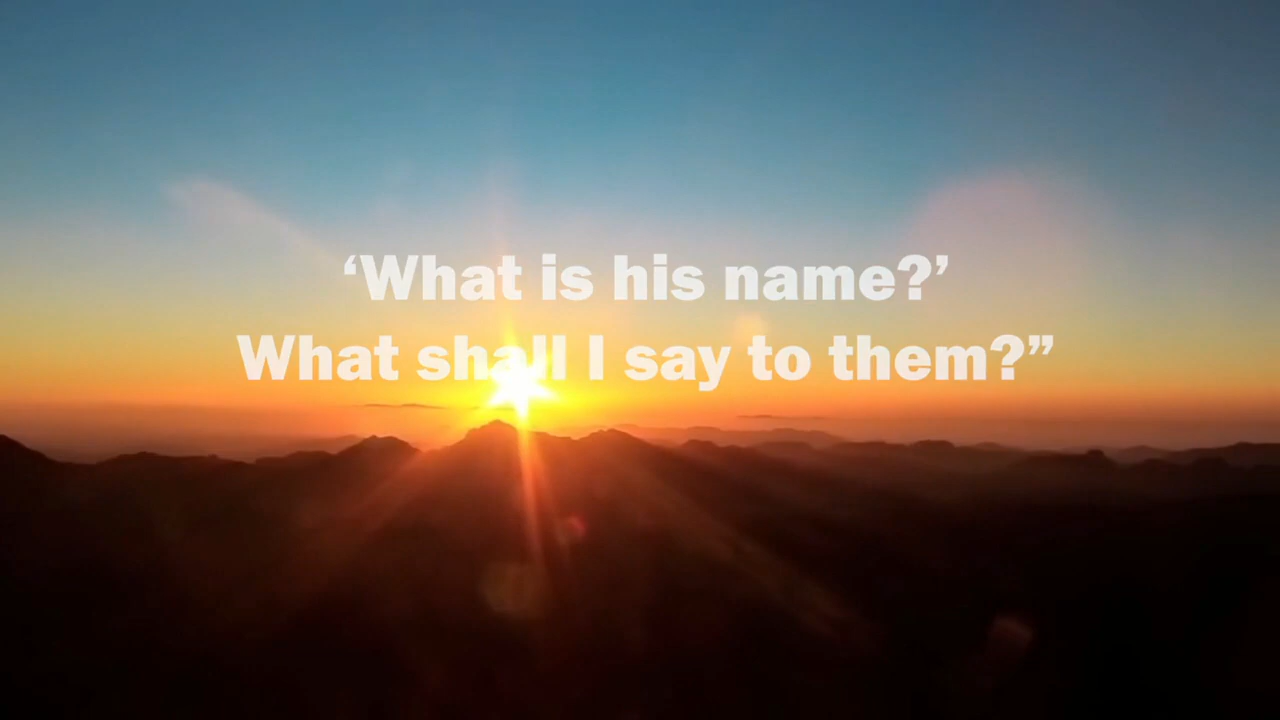 ‘What is his name?’
What shall I say to them?”